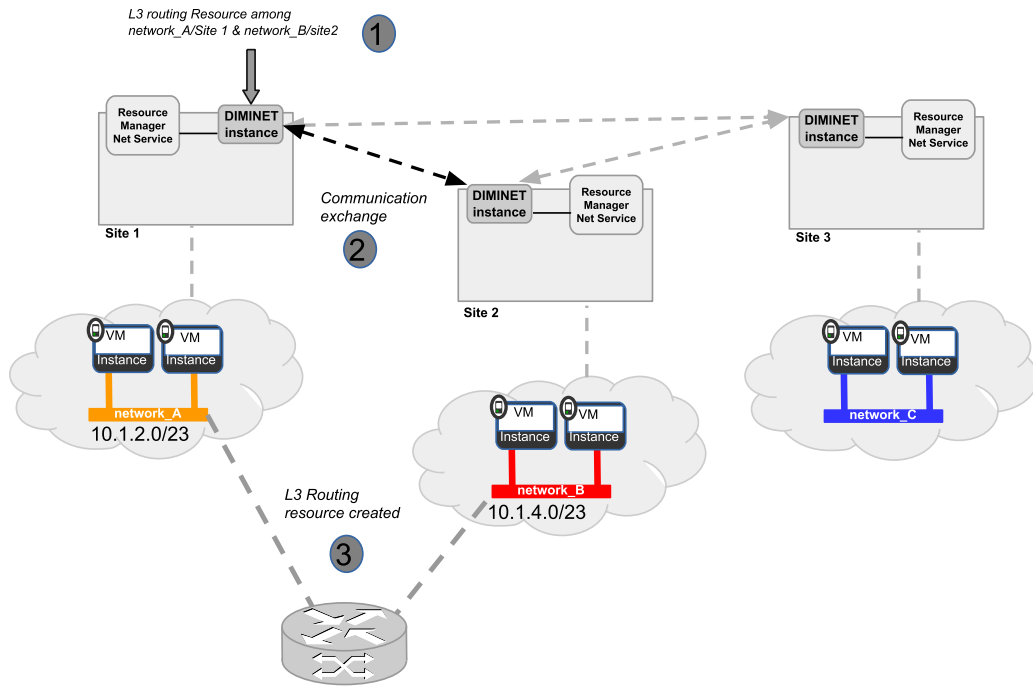 L3 routing Resource among
network_A/Site 1 & network_B/site2
1
Resource
Manager
Net Service
DIMINET
instance
DIMINET
instance
Resource
Manager
Net Service
Communication
exchange
2
DIMINET
instance
Resource
Manager
Net Service
Site 1
Site 2
Site 3
VM
Instance
VM
Instance
network_A
10.1.2.0/23
VM
Instance
VM
Instance
network_B
10.1.4.0/23
VM
Instance
VM
Instance
network_C
L3 Routing
resource created
3